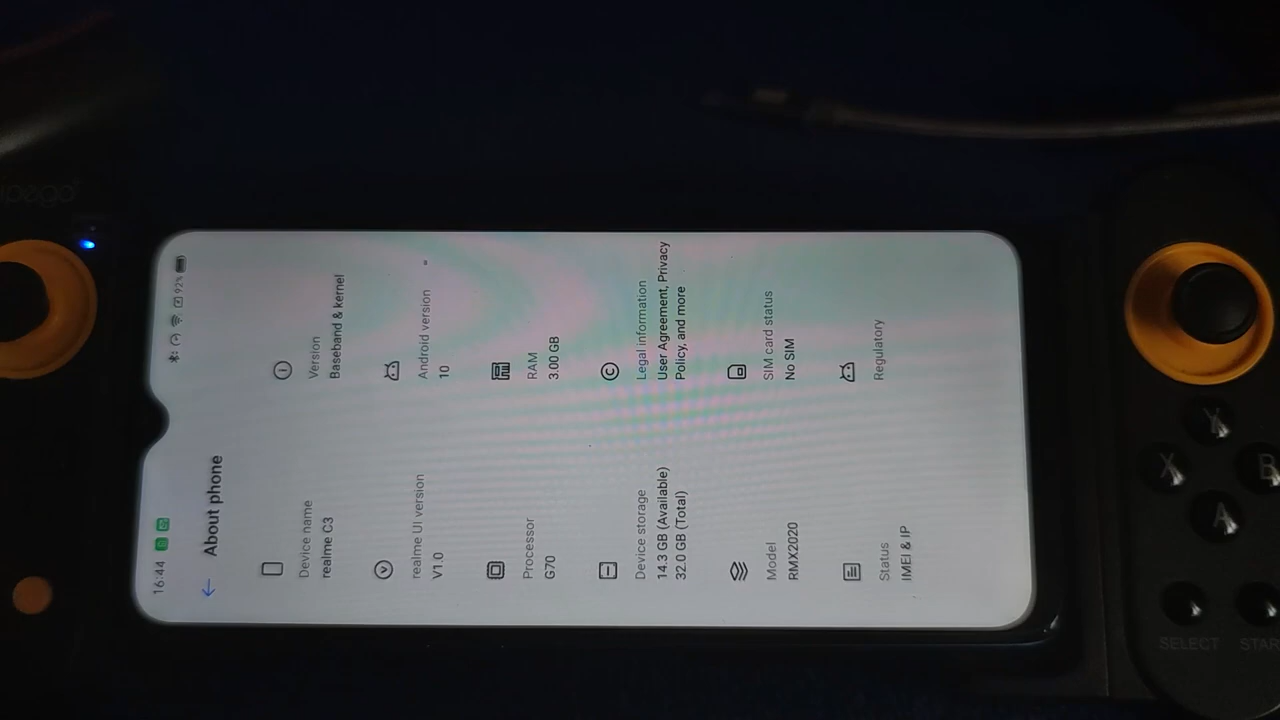 16:44
92%
About phone
Device name
realme C3
Version
Baseband & kernel
realme UI version
V1.0
Android version
10
Processor
G70
RAM
3.00 GB
Device storage
14.3 GB (Available)
32.0 GB (Total)
Legal information
User Agreement, Privacy
Policy, and more
Model
RMX2020
SIM card status
No SIM
Status
IMEI & IP
Regulatory
Y
X
B
A
SELECT
STAR